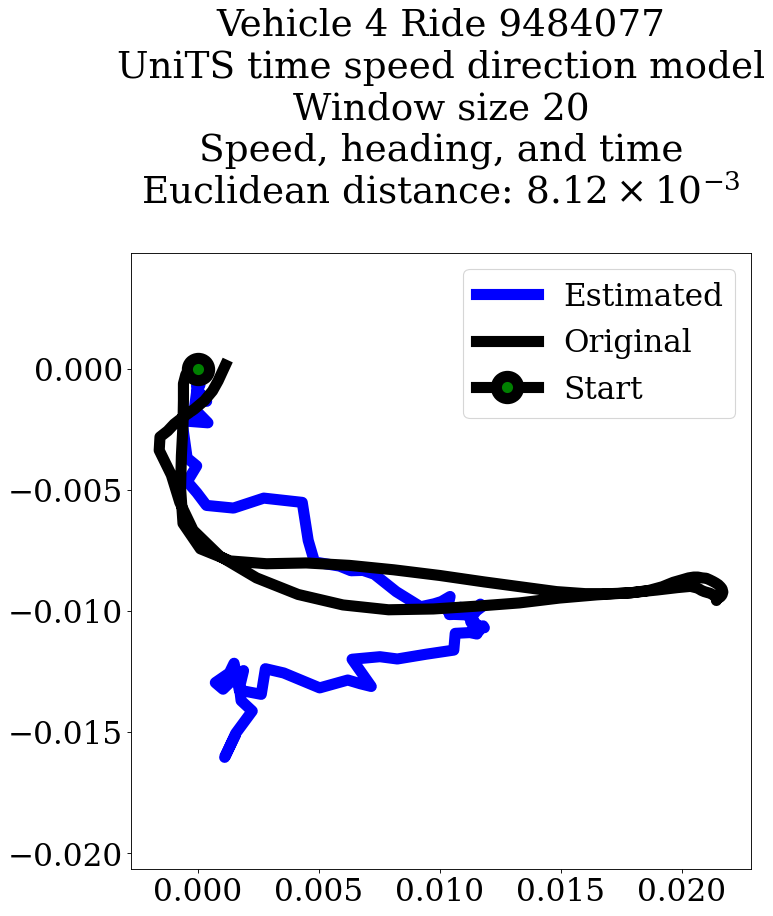 Vehicle 4 Ride 9484077
UniTS time speed direction model
Window size 20
Speed, heading, and time
Euclidean distance: $8.12 \times 10^{-3}$
Estimated
Original
Start
0.000
−0.005
−0.010
−0.015
−0.020
0.000 0.005 0.010 0.015 0.020